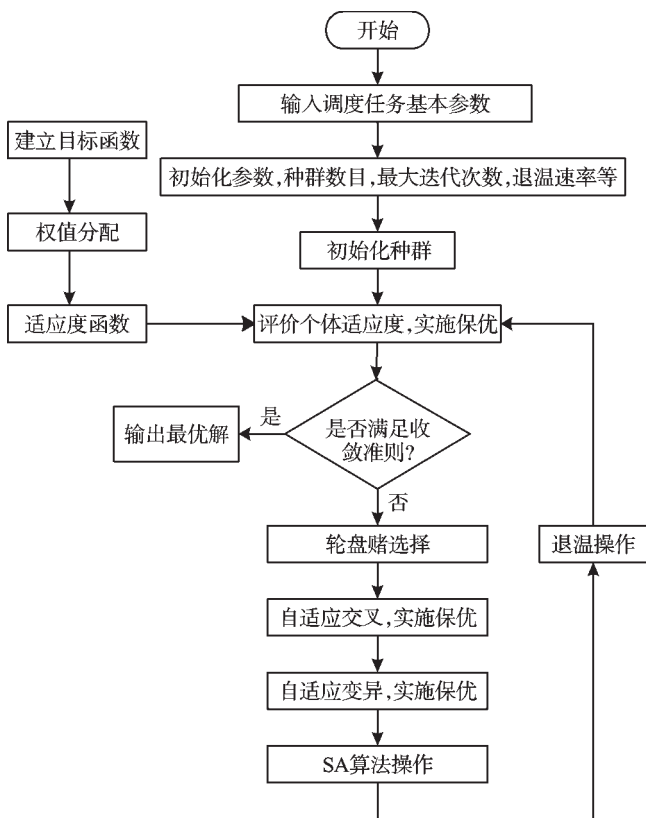 开始
输入调度任务基本参数
建立目标函数
初始化参数,种群数目,最大迭代次数,退温速率等
权值分配
初始化种群
适应度函数
评价个体适应度,实施保优
是
输出最优解
是否满足收
敛准则?
否
轮盘赌选择
退温操作
自适应交叉,实施保优
自适应变异,实施保优
SA算法操作